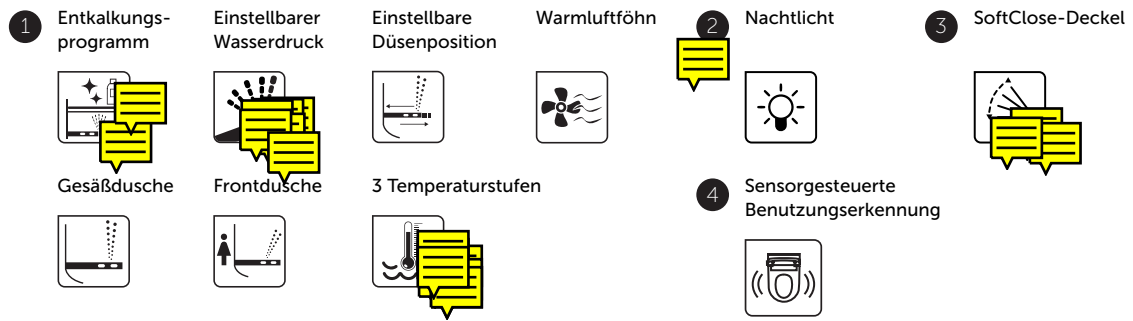 1
Entkalkungs-
programm
Einstellbarer
Wasserdruck
Einstellbare
Düsenposition
Warmluftföhn
Gesäßdusche
Frontdusche
3 Temperaturstufen
2
Nachtlicht
3
SoftClose-Deckel
4
Sensorgesteuerte
Benutzungserkennung